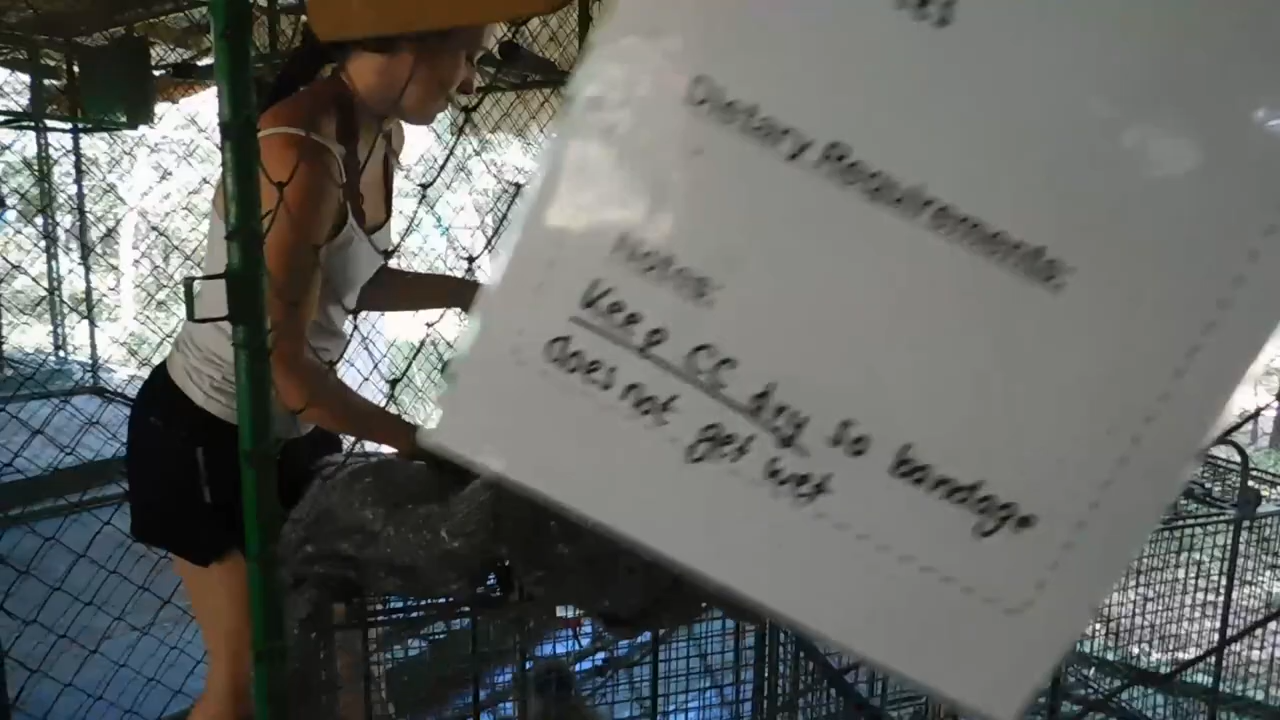 Dietary Requirements:
Notes:
Keep CC dry so bandage
does not get wet